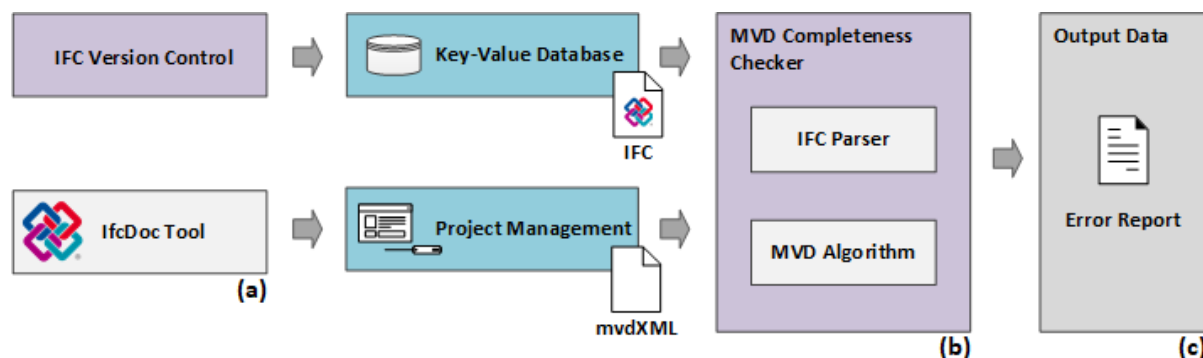 IFC Version Control
Key-Value Database
IFC
MVD Completeness
Checker
IFC Parser
MVD Algorithm
Output Data
Error Report
IfcDoc Tool
(a)
Project Management
mvdXML
(b)
(c)